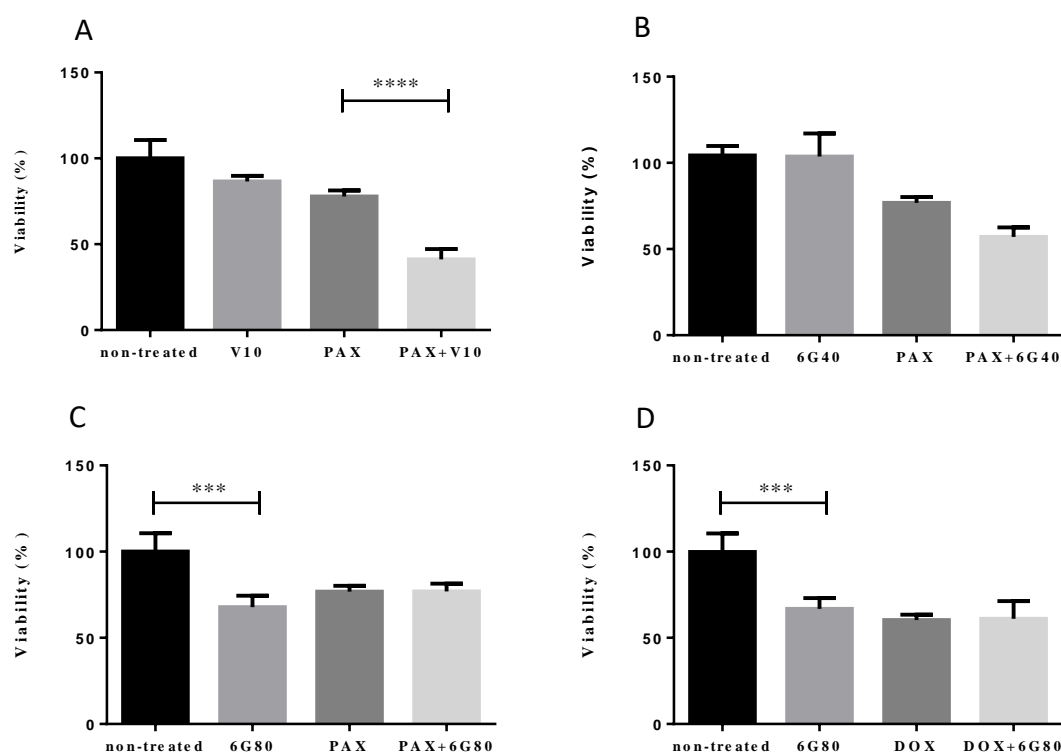 A
Viability (%)
150
100
50
0
****
non-treated V10 PAX PAX+V10
B
Viability (%)
150
100
50
0
non-treated 6G40 PAX PAX+6G40
C
Viability (%)
150
100
50
0
***
non-treated 6G80 PAX PAX+6G80
D
Viability (%)
150
100
50
0
***
non-treated 6G80 DOX DOX+6G80